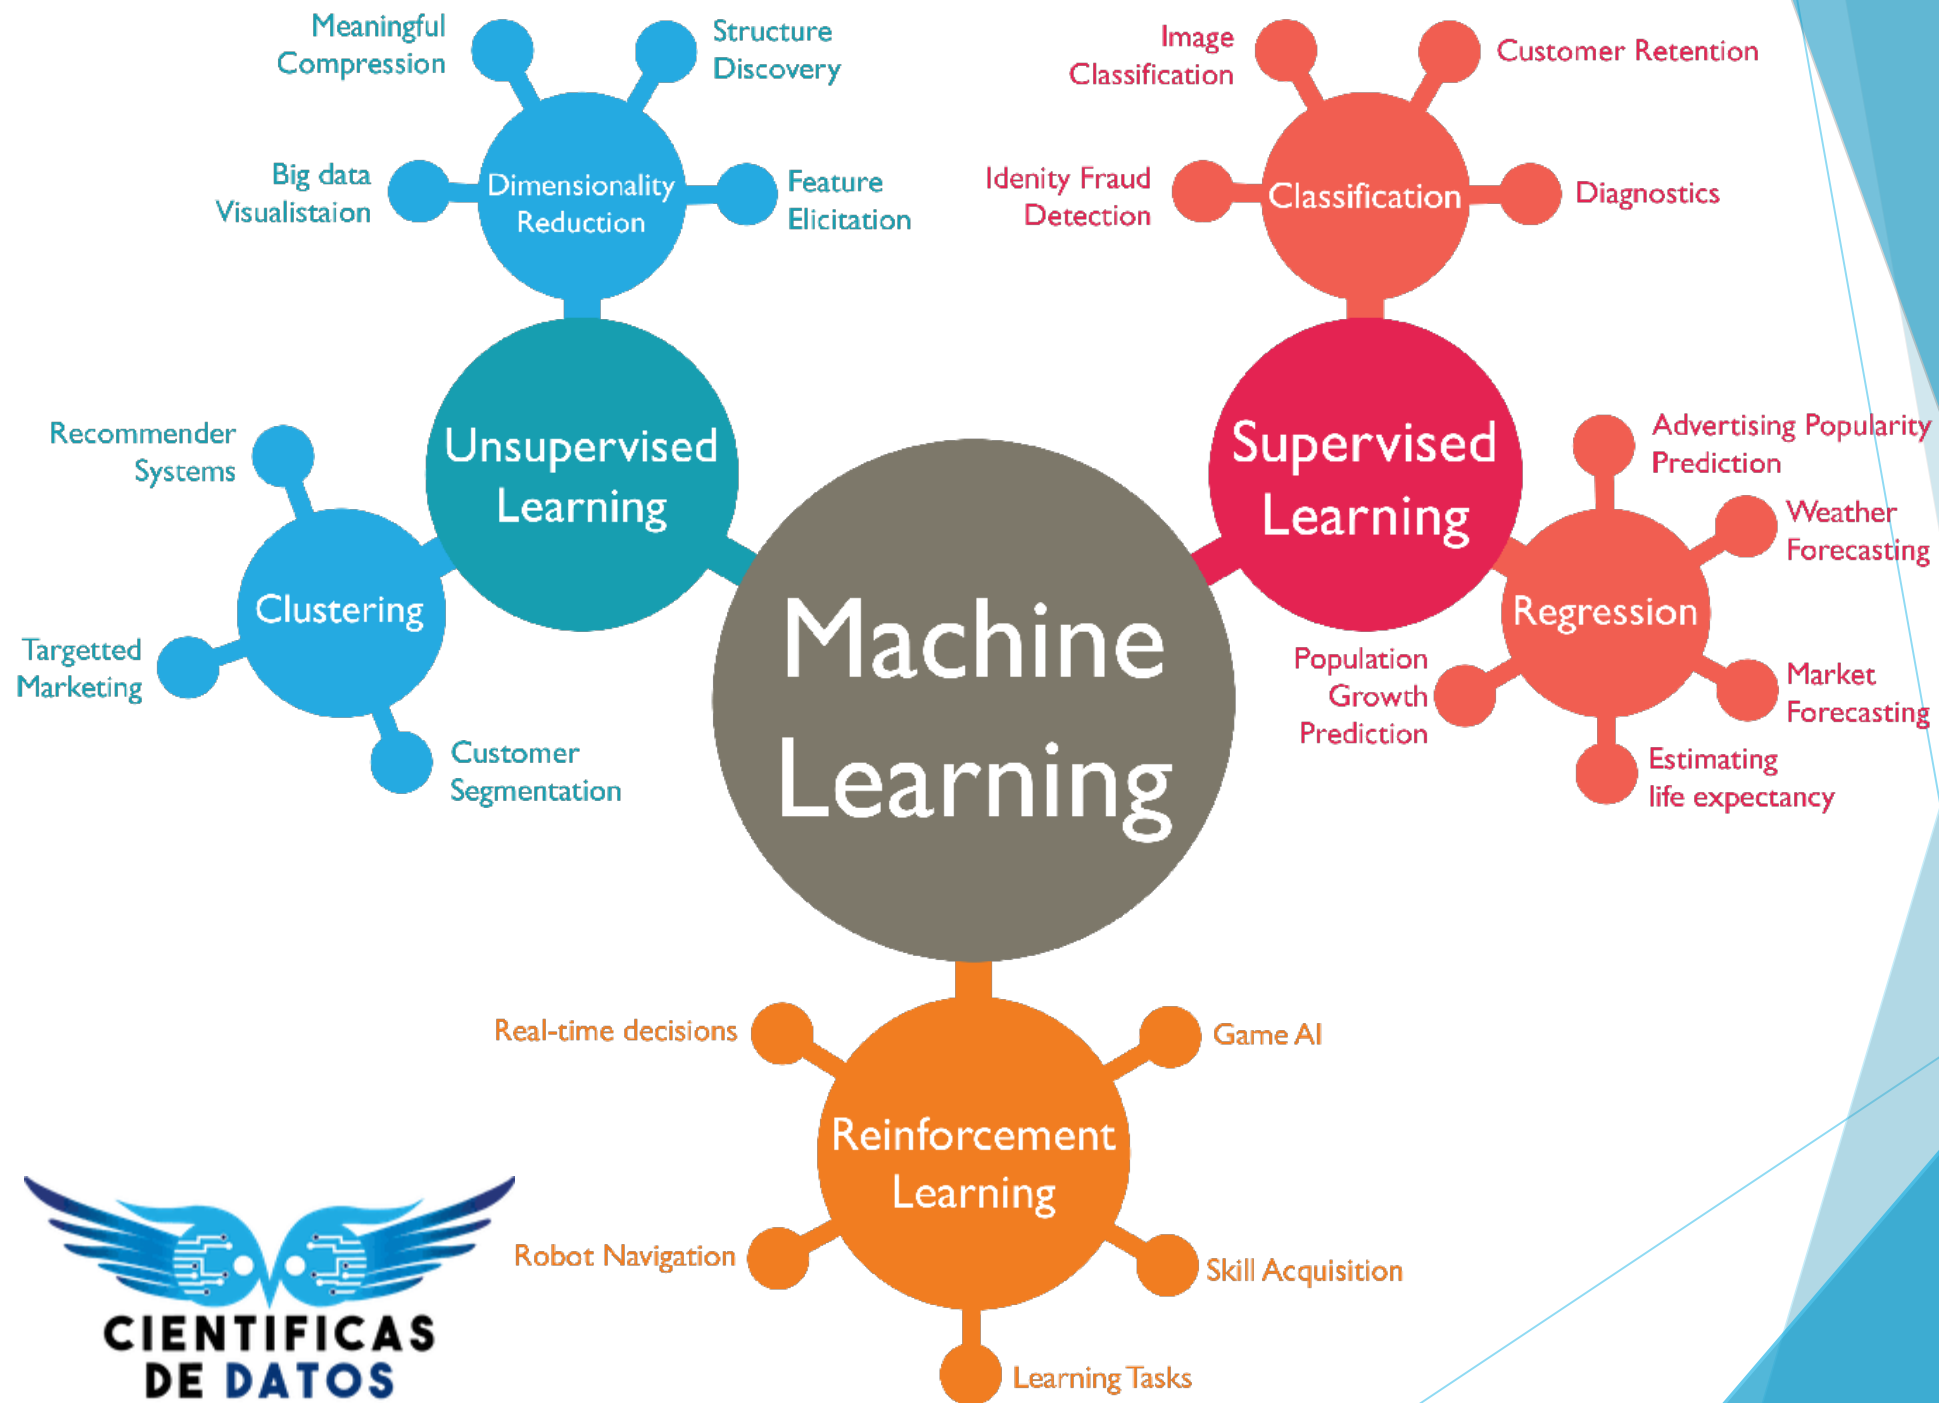 Meaningful
Compression
Structure
Discovery
Big data
Visualistaion
Dimensionality
Reduction
Feature
Elicitation
Image
Classification
Customer Retention
Idenity Fraud
Detection
Classification
Diagnostics
Recommender
Systems
Unsupervised
Learning
Clustering
Targetted
Marketing
Customer
Segmentation
Machine
Learning
Supervised
Learning
Advertising Popularity
Prediction
Weather
Forecasting
Regression
Population
Growth
Prediction
Market
Forecasting
Estimating
life expectancy
Real-time decisions
Game AI
Reinforcement
Learning
Robot Navigation
Skill Acquisition
Learning Tasks
CIENTIFICAS
DE DATOS